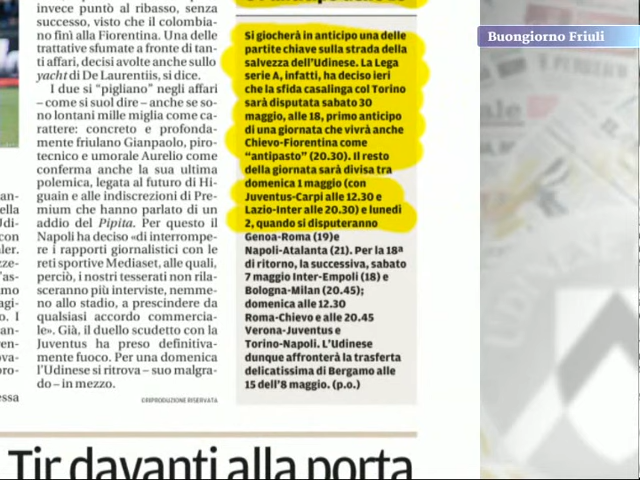 Buongiorno Friuli
invece puntò al ribasso, senza
successo, visto che il colombia-
no finì alla Fiorentina. Una delle
trattative sfumate a fronte di tan-
ti affari, decisi avolte anche sullo
yacht di De Laurentiis, si dice.
I due si “pigliano” negli affari
– come si suol dire – anche se so-
no lontani mille miglia come ca-
rattere: concreto e profonda-
mente friulano Gianpaolo, piro-
tecnico e umorale Aurelio come
conferma anche la sua ultima
polemica, legata al futuro di Hi-
guain e alle indiscrezioni di Pre-
mium che hanno parlato di un
addio del Pipita. Per questo il
Napoli ha deciso «di interrompe-
re i rapporti giornalistici con le
reti sportive Mediaset, alle quali,
perciò, i nostri tesserati non rila-
sceranno più interviste, nemme-
no allo stadio, a prescindere da
qualsiasi accordo commercia-
le». Già, il duello scudetto con la
Juventus ha preso definitiva-
mente fuoco. Per una domenica
l'Udinese si ritrova – suo malgra-
do – in mezzo.
©RIPRODUZIONE RISERVATA
Si giocherà in anticipo una delle
partite chiave sulla strada della
salvezza dell'Udinese. La Lega
serie A, infatti, ha deciso ieri
che la sfida casalinga col Torino
sarà disputata sabato 30
maggio, alle 18, primo anticipo
di una giornata che vivrà anche
Chievo-Fiorentina come
“antipasto” (20.30). Il resto
della giornata sarà divisa tra
domenica 1 maggio (con
Juventus-Carpi alle 12.30 e
Lazio-Inter alle 20.30) e lunedì
2, quando si disputeranno
Genoa-Roma (19)e
Napoli-Atalanta (21). Per la 18ª
di ritorno, la successiva, sabato
7 maggio Inter-Empoli (18) e
Bologna-Milan (20.45);
domenica alle 12.30
Roma-Chievo e alle 20.45
Verona-Juventus e
Torino-Napoli. L'Udinese
dunque affronterà la trasferta
delicatissima di Bergamo alle
15 dell'8 maggio. (p.o.)
Tir davanti alla porta